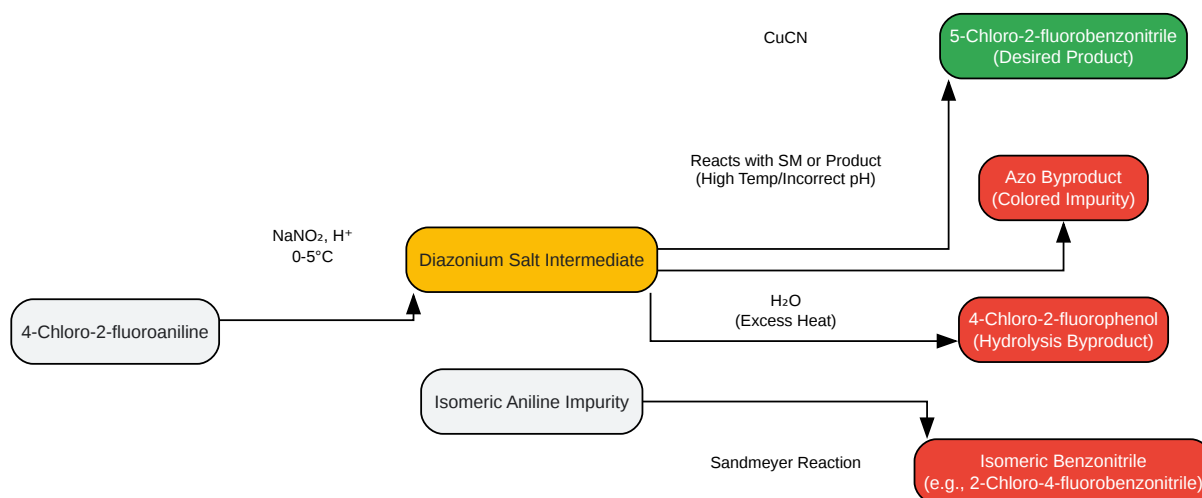 CuCN
5-Chloro-2-fluorobenzonitrile
(Desired Product)
Reacts with SM or Product
(High Temp/Incorrect pH)
Azo Byproduct
(Colored Impurity)
NaNO₂, H⁺
0-5°C
Diazonium Salt Intermediate
4-Chloro-2-fluoroaniline
H₂O
(Excess Heat)
4-Chloro-2-fluorophenol
(Hydrolysis Byproduct)
Isomeric Aniline Impurity
Sandmeyer Reaction
Isomeric Benzonitrile
(e.g., 2-Chloro-4-fluorobenzonitrile)